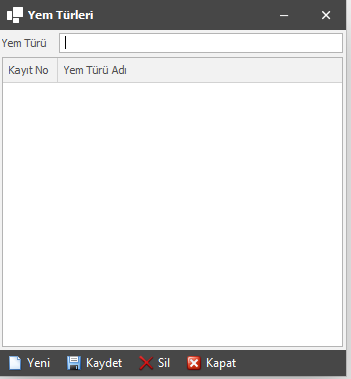 Yem Türleri
Yem Türü
Kayıt No Yem Türü Adı
Yeni Kaydet Sil Kapat